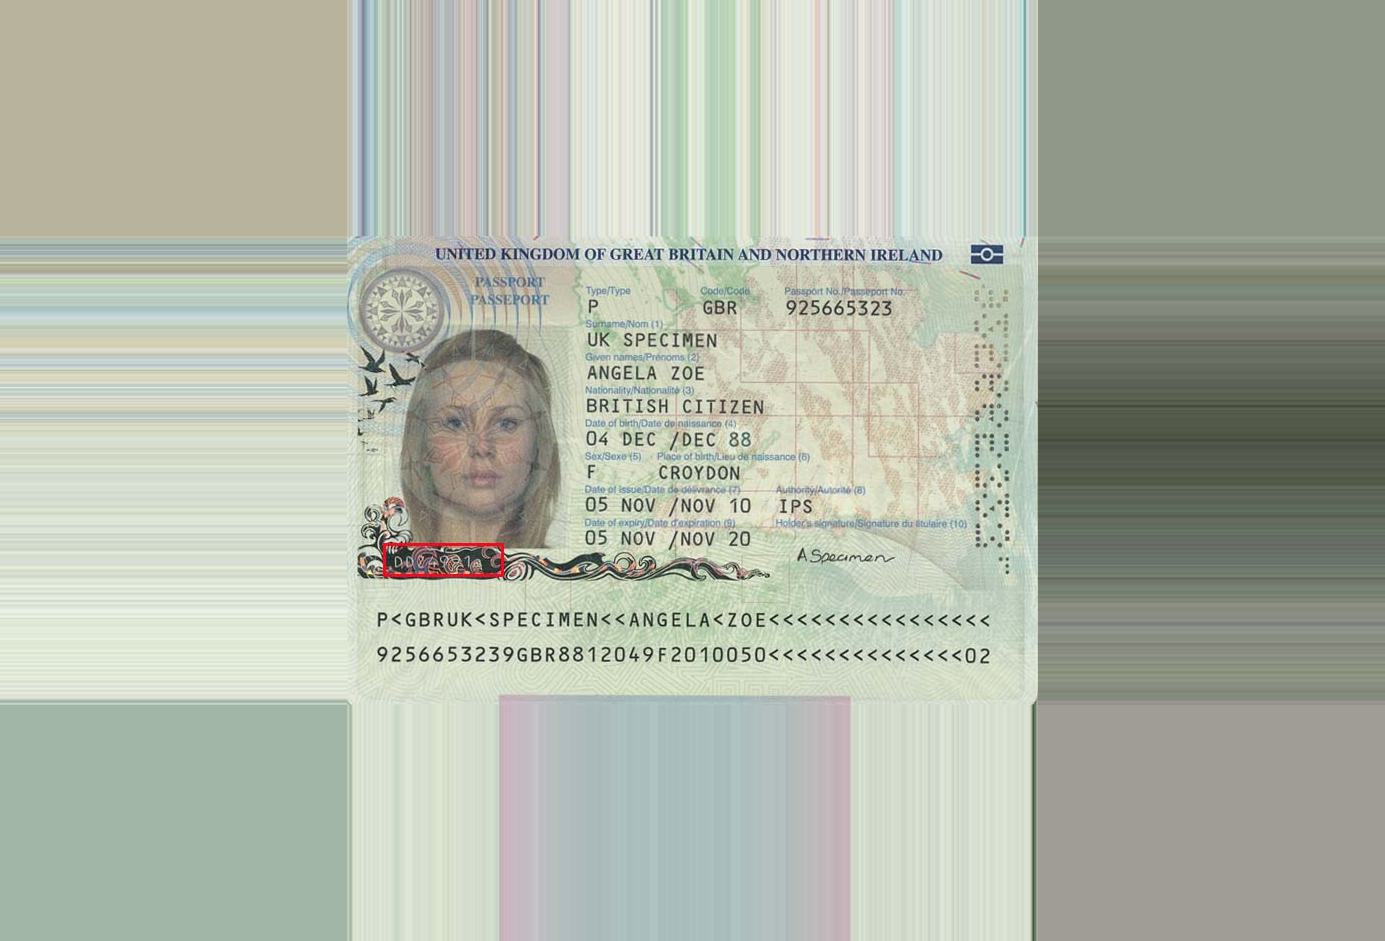 UNITED KINGDOM OF GREAT BRITAIN AND NORTHERN IRELAND
PASSPORT
PASSEPORT
Type/Type Code/Code Passport No./Passeport No.
P GBR 925665323
Surname/Nom (1)
UK SPECIMEN
Given names/Prénoms (2)
ANGELA ZOE
Nationality/Nationalité (3)
BRITISH CITIZEN
Date of birth/Date de naissance (4)
04 DEC /DEC 88
Sex/Sexe (5) Place of birth/Lieu de naissance (6)
F CROYDON
Date of issue/Date de délivrance (7) Authority/Autorité (8)
05 NOV /NOV 10 IPS
Date of expiry/Date d'expiration (9) Holder's signature/Signature du titulaire (10)
05 NOV /NOV 20
A Specimen
P<GBRUK<SPECIMEN<<ANGELA<ZOE<<<<<<<<<<<<<<<<
9256653239GBR8812049F2010050<<<<<<<<<<<<<<02